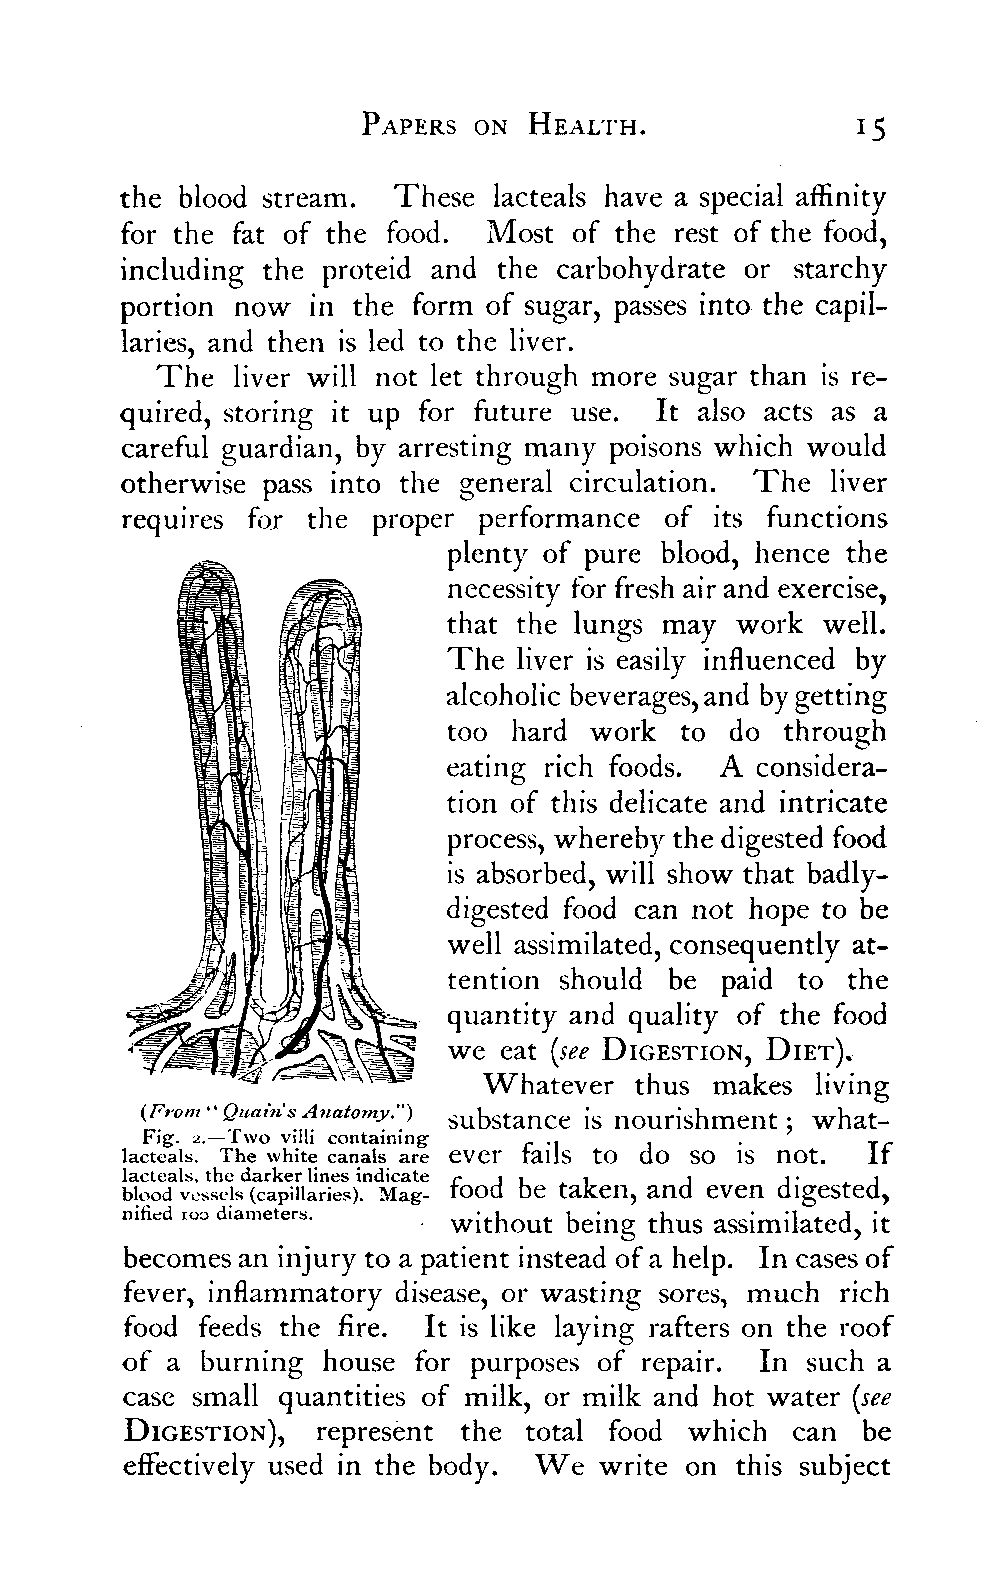 PAPERS ON HEALTH. 15
the blood stream. These lacteals have a special affinity
for the fat of the food. Most of the rest of the food,
including the proteid and the carbohydrate or starchy
portion now in the form of sugar, passes into the capil-
laries, and then is led to the liver.
The liver will not let through more sugar than is re-
quired, storing it up for future use. It also acts as a
careful guardian, by arresting many poisons which would
otherwise pass into the general circulation. The liver
requires for the proper performance of its functions
plenty of pure blood, hence the
necessity for fresh air and exercise,
that the lungs may work well.
The liver is easily influenced by
alcoholic beverages, and by getting
too hard work to do through
eating rich foods. A considera-
tion of this delicate and intricate
process, whereby the digested food
is absorbed, will show that badly-
digested food can not hope to be
well assimilated, consequently at-
tention should be paid to the
quantity and quality of the food
we eat (see DIGESTION, DIET).
Whatever thus makes living
substance is nourishment; what-
ever fails to do so is not. If
food be taken, and even digested,
without being thus assimilated, it
(From "Quain's Anatomy.")
Fig. 2.—Two villi containing
lacteals. The white canals are
lacteals, the darker lines indicate
blood vessels (capillaries). Mag-
nified 100 diameters.
becomes an injury to a patient instead of a help. In cases of
fever, inflammatory disease, or wasting sores, much rich
food feeds the fire. It is like laying rafters on the roof
of a burning house for purposes of repair. In such a
case small quantities of milk, or milk and hot water (see
DIGESTION), represent the total food which can be
effectively used in the body. We write on this subject